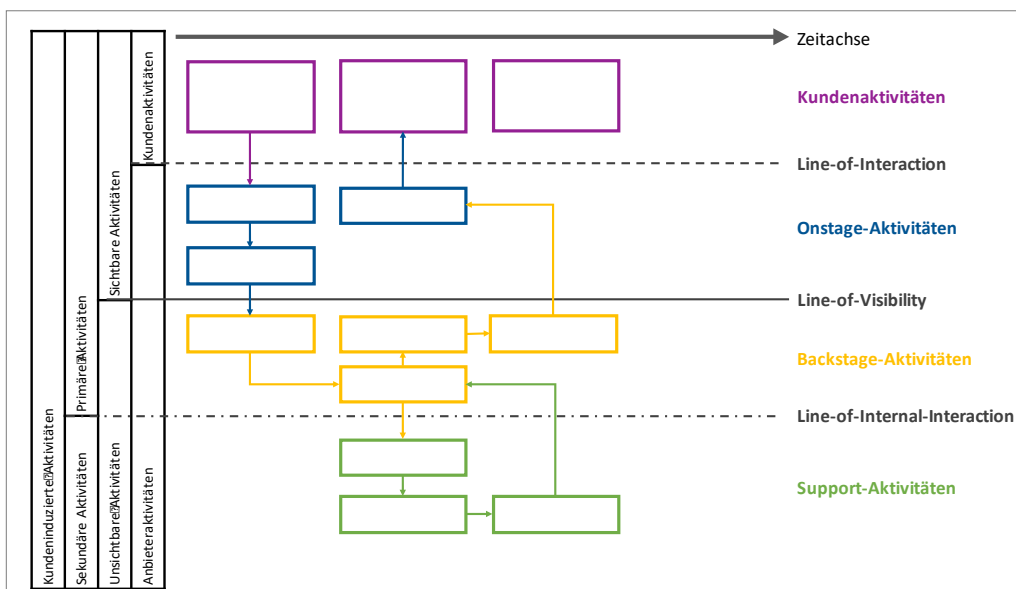 Zeitachse
Kundenaktivitäten
Line-of-Interaction
Onstage-Aktivitäten
Line-of-Visibility
Backstage-Aktivitäten
Line-of-Internal-Interaction
Support-Aktivitäten
Kundeninduzierte⍰Aktivitäten
Primäre⍰Aktivitäten
Sekundäre Aktivitäten
Sichtbare Aktivitäten
Unsichtbare⍰Aktivitäten
Kundenaktivitäten
Anbieteraktivitäten